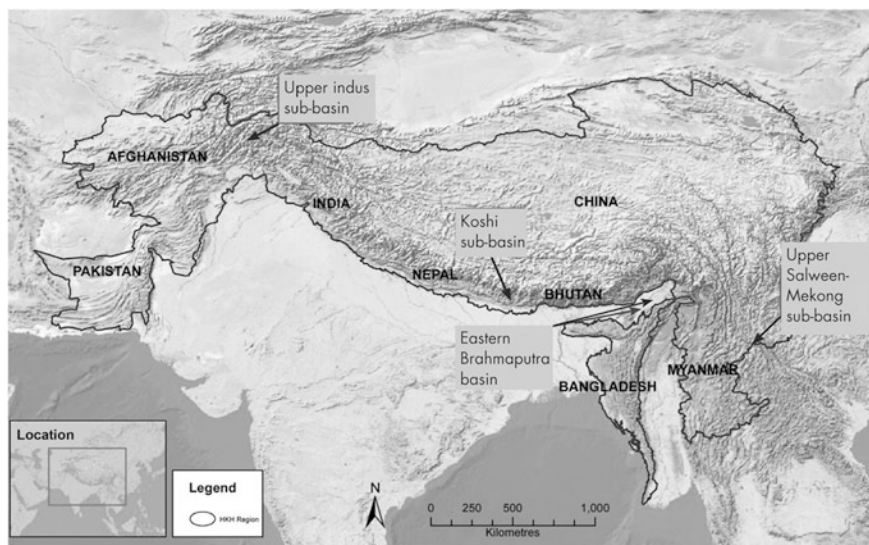 Upper indus
sub-basin
AFGHANISTAN
INDIA
CHINA
PAKISTAN
Koshi
sub-basin
NEPAL
BHUTAN
Upper
Salween-
Mekong
sub-basin
Eastern
Brahmaputra
basin
BANGLADESH
MYANMAR
Location
Legend
HKH Region
N
0 250 500 1,000
Kilometres